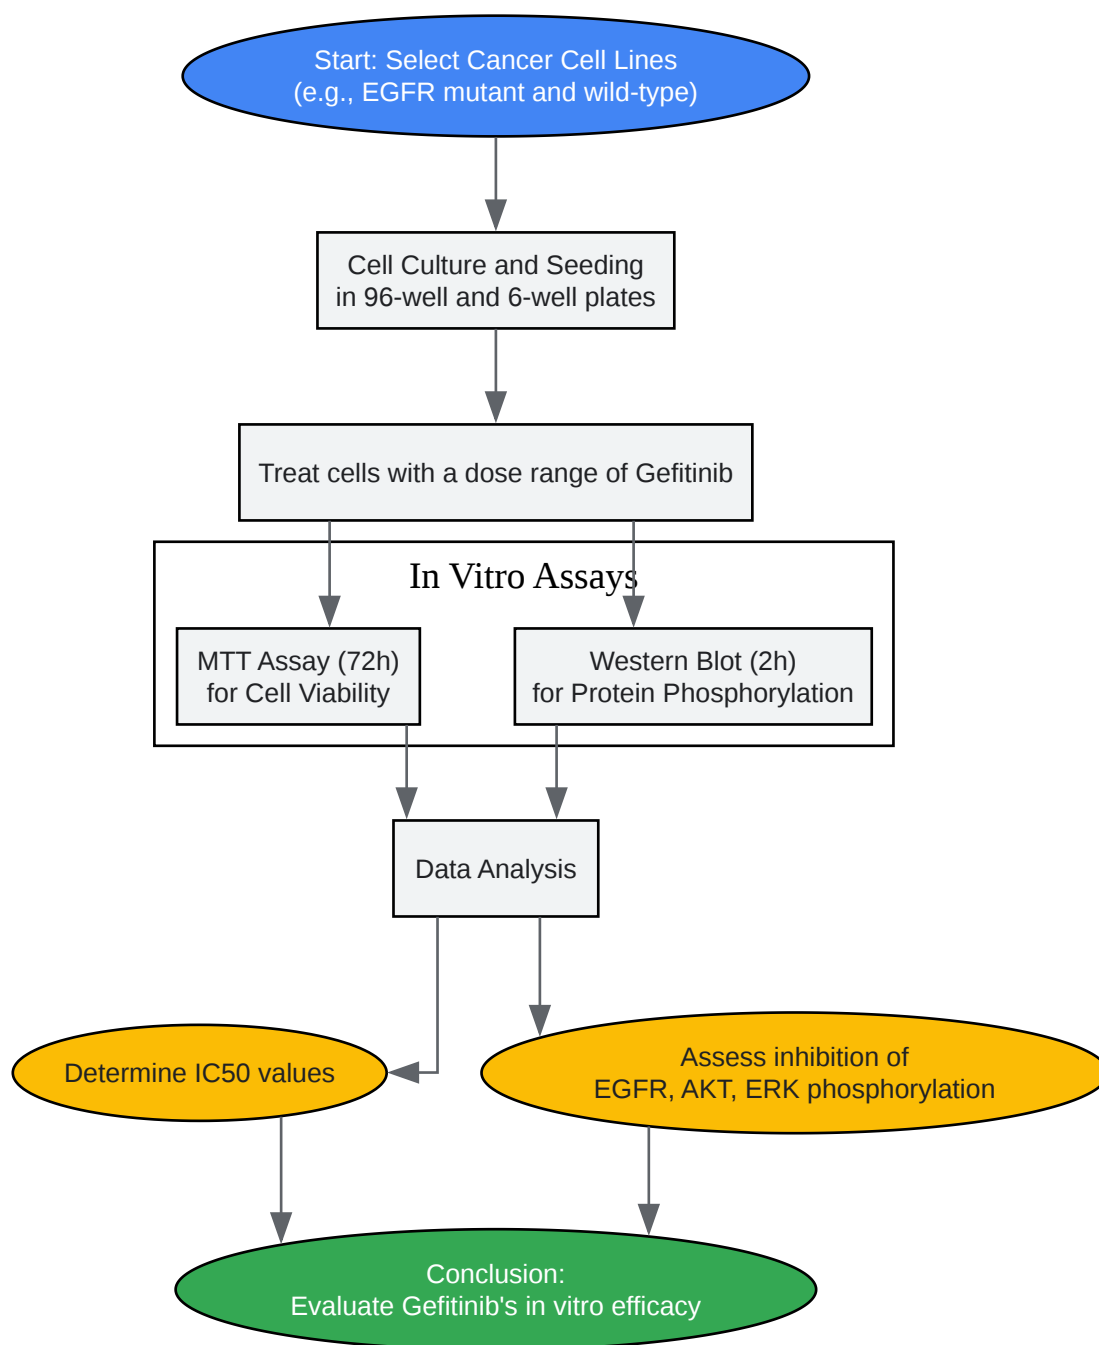 Start: Select Cancer Cell Lines
(e.g., EGFR mutant and wild-type)
Cell Culture and Seeding
in 96-well and 6-well plates
Treat cells with a dose range of Gefitinib
In Vitro Assays
MTT Assay (72h)
for Cell Viability
Western Blot (2h)
for Protein Phosphorylation
Data Analysis
Determine IC50 values
Assess inhibition of
EGFR, AKT, ERK phosphorylation
Conclusion:
Evaluate Gefitinib's in vitro efficacy